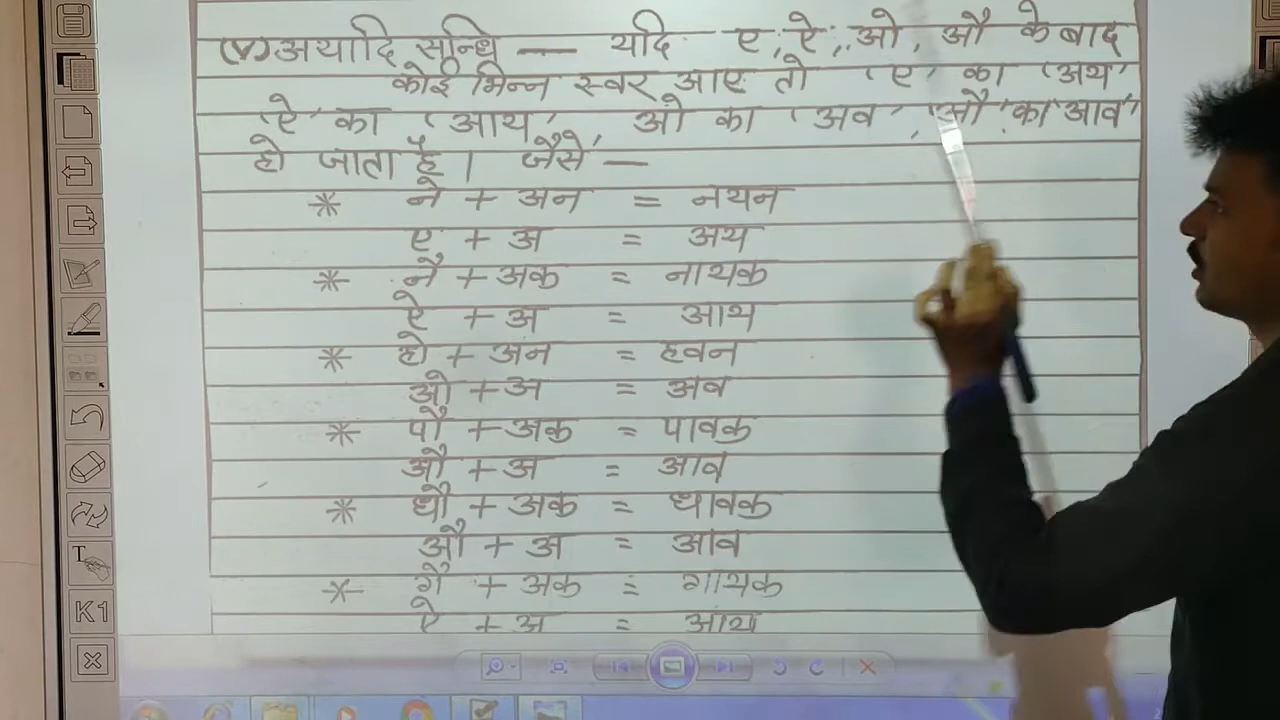 (v) अयादि सन्धि — यदि ए, ऐ, ओ, औ के बाद
कोई भिन्न स्वर आए तो 'ए' का 'अय'
'ऐ' का 'आय', ओ का 'अव', 'औ' का 'आव'
हो जाता है। जैसे —
* ने + अन = नयन
ए + अ = अय
* नै + अक = नायक
ऐ + अ = आय
* हो + अन = हवन
ओ + अ = अव
* पौ + अक = पावक
औ + अ = आव
* धौ + अक = धावक
औ + अ = आव
* गै + अक = गायक
ऐ + अ = आय
T
K1